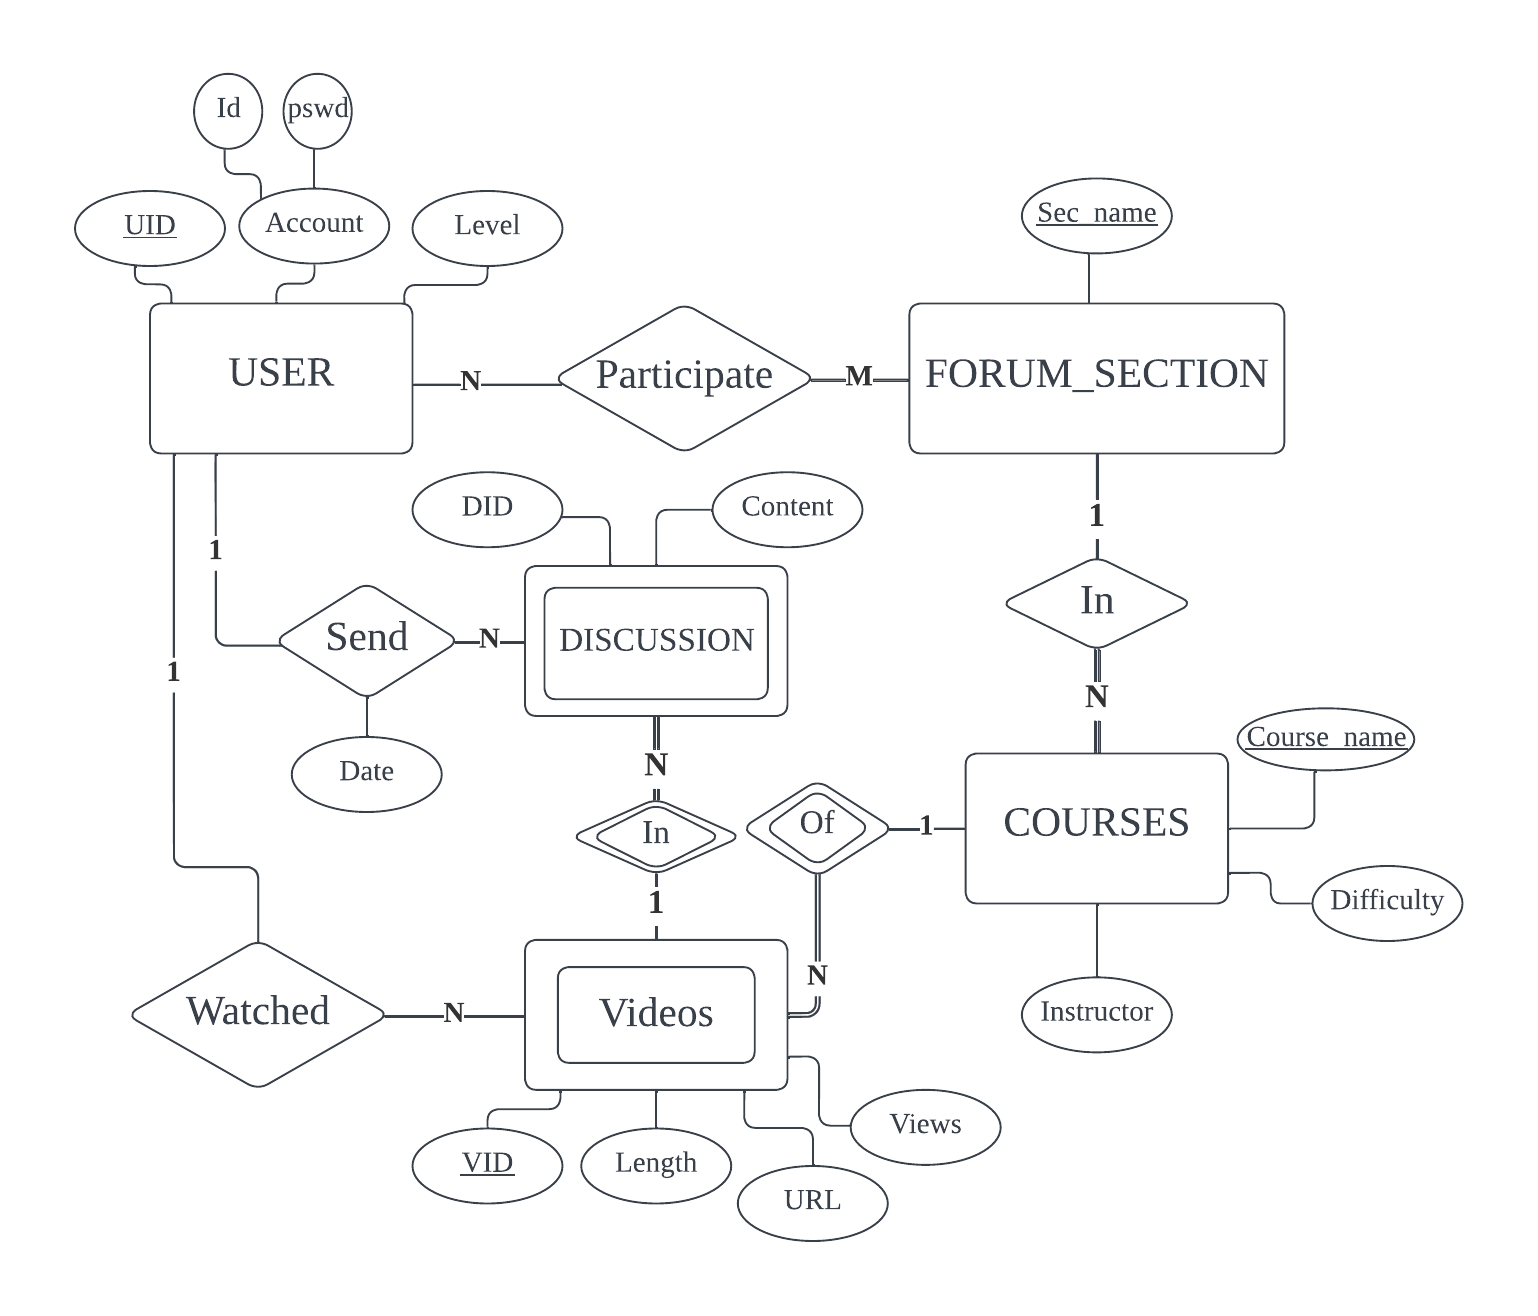 Id
pswd
UID
Account
Level
Sec_name
USER
N
Participate
M
FORUM_SECTION
DID
Content
1
1
1
Send
N
DISCUSSION
In
N
Date
N
Course_name
In
Of
1
COURSES
1
Difficulty
N
Watched
N
Videos
Instructor
Views
VID
Length
URL